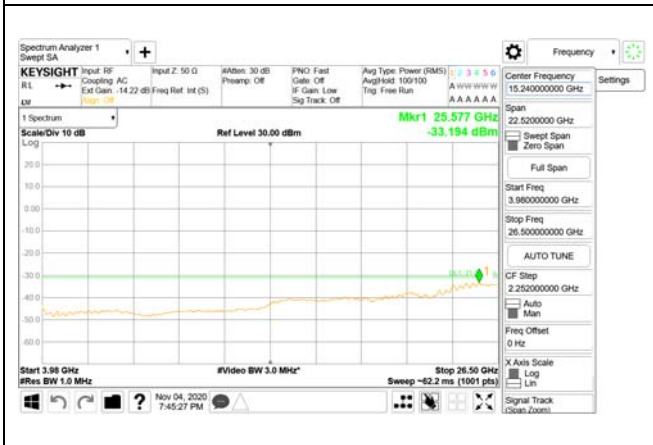 Spectrum Analyzer 1
Swept SA
+
Frequency
KEYSIGHT Input: RF Input Z: 50 Ω #Atten: 30 dB PNO: Fast Avg Type: Power (RMS) 1 2 3 4 5 6
RL Coupling: AC Preamp: Off Gate: Off Avg|Hold: 100/100 A W W W W W
Ext Gain: -14.22 dB Freq Ref: Int (S) IF Gain: Low Trig: Free Run
Align: Off Sig Track: Off A A A A A A
1 Spectrum
Mkr1 25.577 GHz
Scale/Div 10 dB Ref Level 30.00 dBm -33.194 dBm
Log
20.0
10.0
0.00
-10.0
-20.0
-30.0
1
-40.0
-50.0
-60.0
Start 3.98 GHz #Video BW 3.0 MHz* Stop 26.50 GHz
#Res BW 1.0 MHz Sweep ~62.2 ms (1001 pts)
? Nov 04, 2020
7:45:27 PM
Center Frequency
15.240000000 GHz
Settings
Span
22.5200000 GHz
Swept Span
Zero Span
Full Span
Start Freq
3.980000000 GHz
Stop Freq
26.500000000 GHz
AUTO TUNE
CF Step
2.252000000 GHz
Auto
Man
Freq Offset
0 Hz
X Axis Scale
Log
Lin
Signal Track
(Span Zoom)